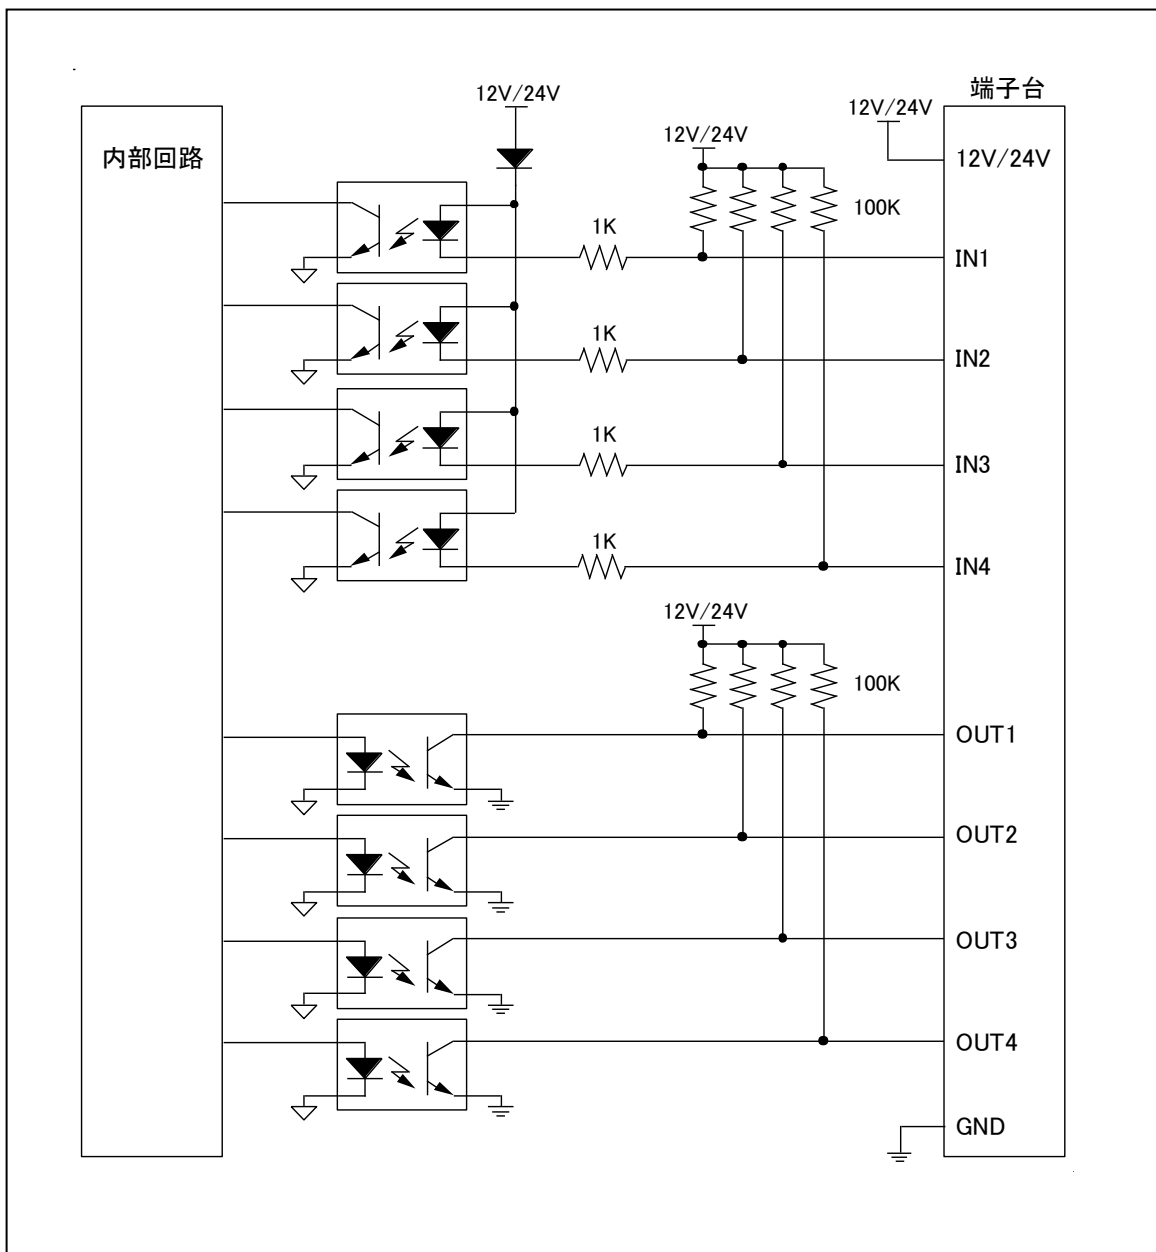 端子台
12V/24V
12V/24V
12V/24V
内部回路
12V/24V
100K
1K
IN1
1K
IN2
1K
IN3
1K
IN4
12V/24V
100K
OUT1
OUT2
OUT3
OUT4
GND